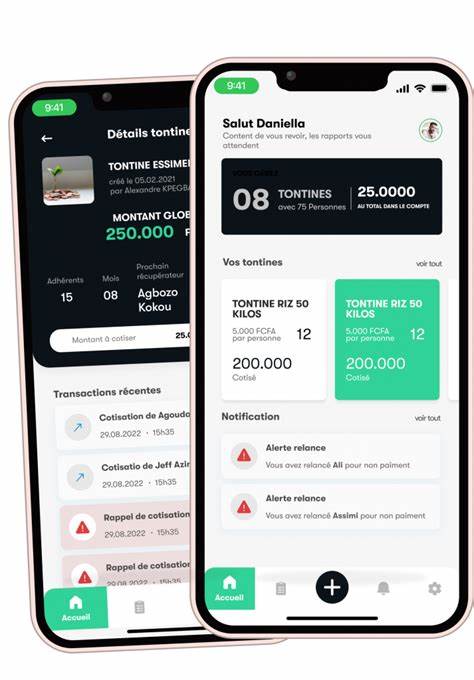 9:41
Détails tontine
TONTINE ESSIME
créé le 05.02.2021
par Alexandre KPEGBA
MONTANT GLOB
250.000 F
Adhérents
15
Mois
08
Prochain
récupérateur
Agbozo
Kokou
Montant à cotiser 25.0
Transactions récentes
Cotisation de Agouda
29.08.2022 • 15h35
Cotisatio de Jeff Azir
29.08.2022 • 15h35
Rappel de cotisation
29.08.2022 • 15h35
Rappel de cotisation
29.08.2022 • 15h35
Accueil
9:41
Salut Daniella
Content de vous revoir, les rapports vous
attendent
VOUS GÉREZ
08
TONTINES
avec 75 Personnes
25.0000
AU TOTAL DANS LE COMPTE
Vos tontines voir tout
TONTINE RIZ 50
KILOS
5.000 FCFA
par personne
12
200.000
Cotisé
TONTINE RIZ 50
KILOS
5.000 FCFA
par personne
12
200.000
Cotisé
Notification voir tout
Alerte relance
Vous avez relancé Ali pour non paiment
Alerte relance
Vous avez relancé Assimi pour non paiment
Accueil